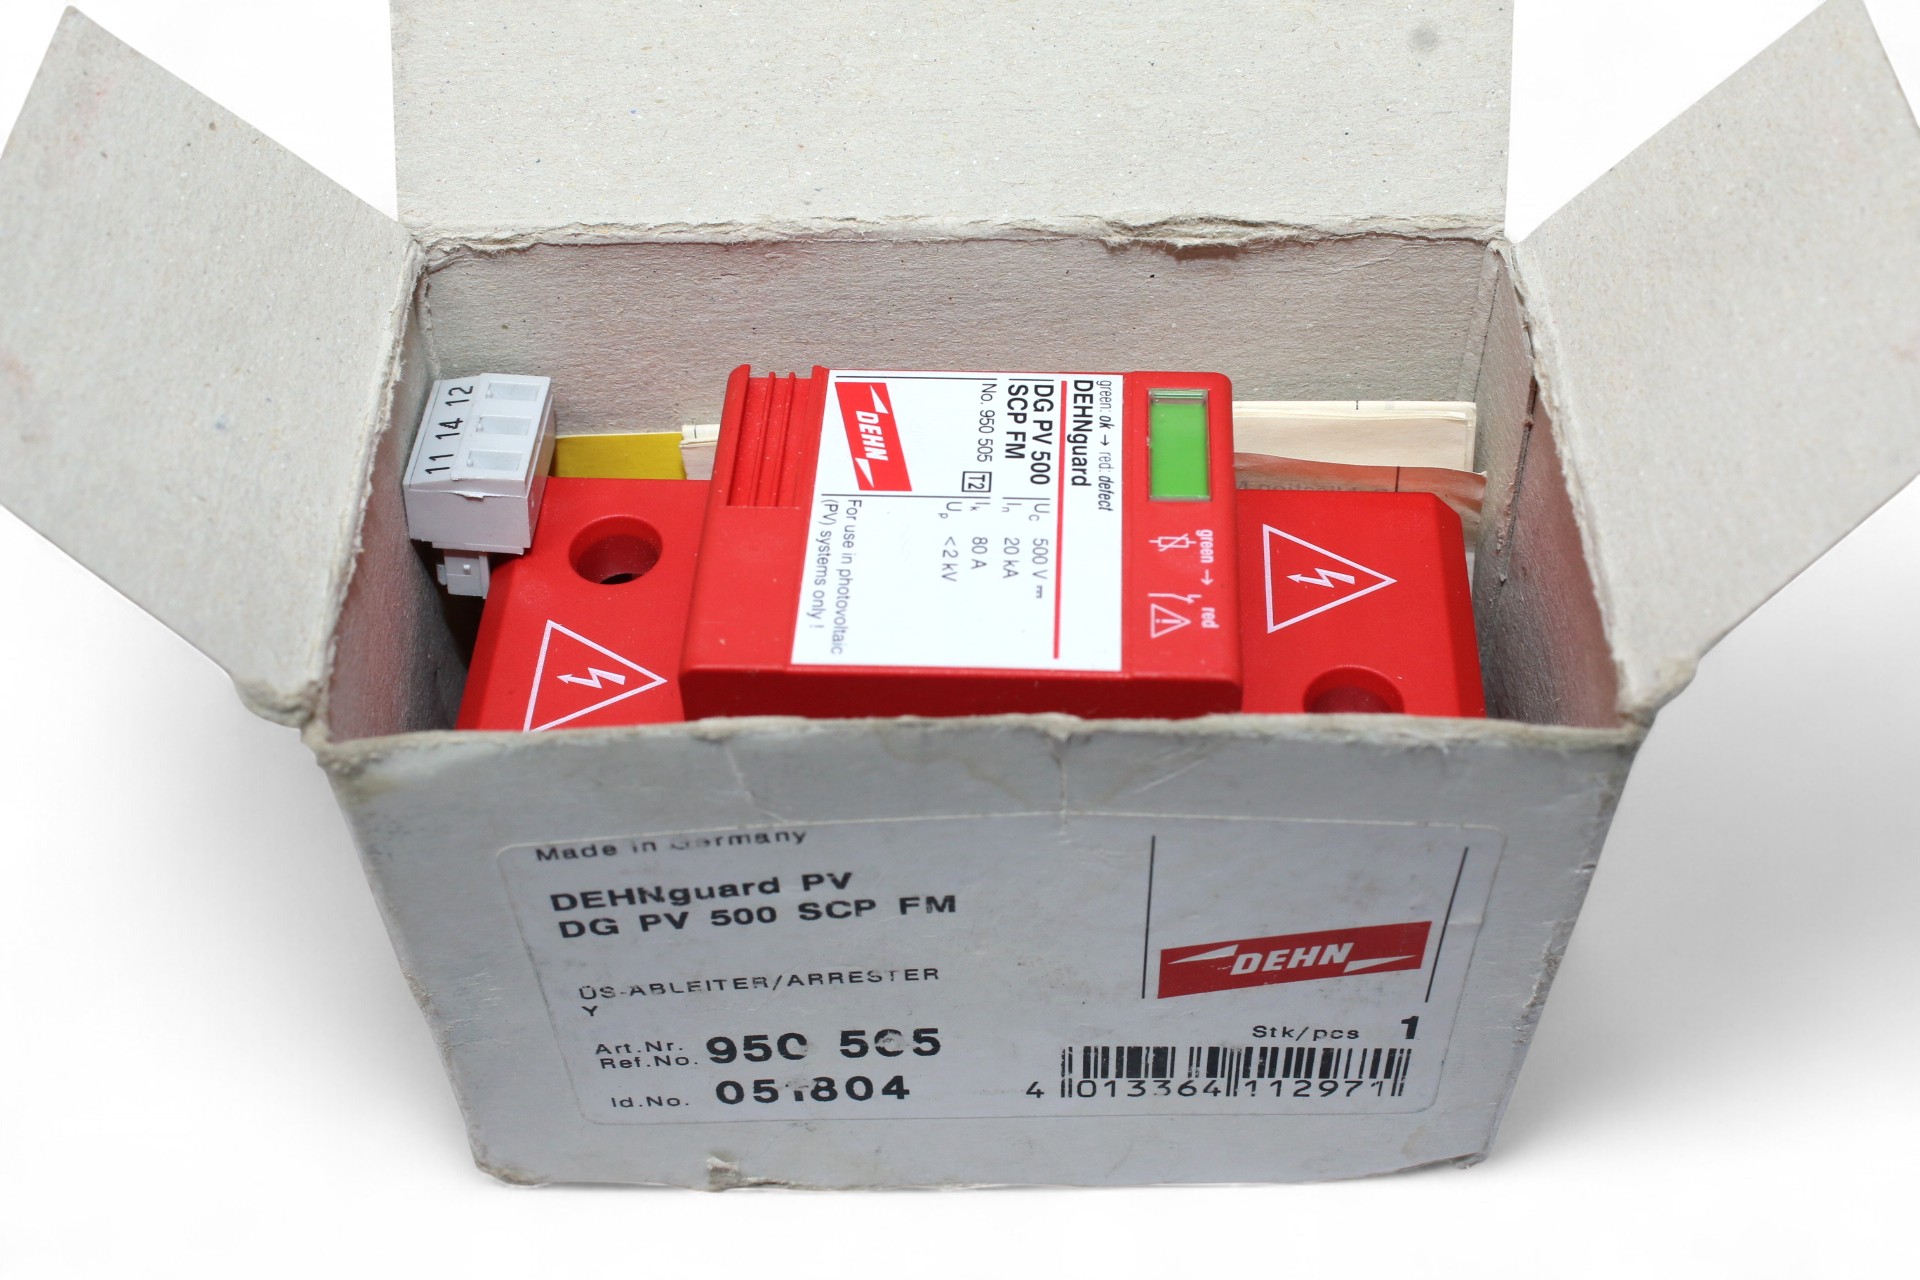 11 14 12
green: ok → red: defect
DEHNguard
DG PV 500
SCP FM
No. 950 505 T2
Uc 500 V
In 20 kA
Ik 80 A
Up < 2 kV
DEHN
For use in photovoltaic
(PV) systems only !
green → red
Made in Germany
DEHNguard PV
DG PV 500 SCP FM
ÜS-ABLEITER/ARRESTER
Y
Art.Nr.
Ref.No. 950 505
Id.No. 051804
DEHN
Stk/pcs 1
4 013364 112971